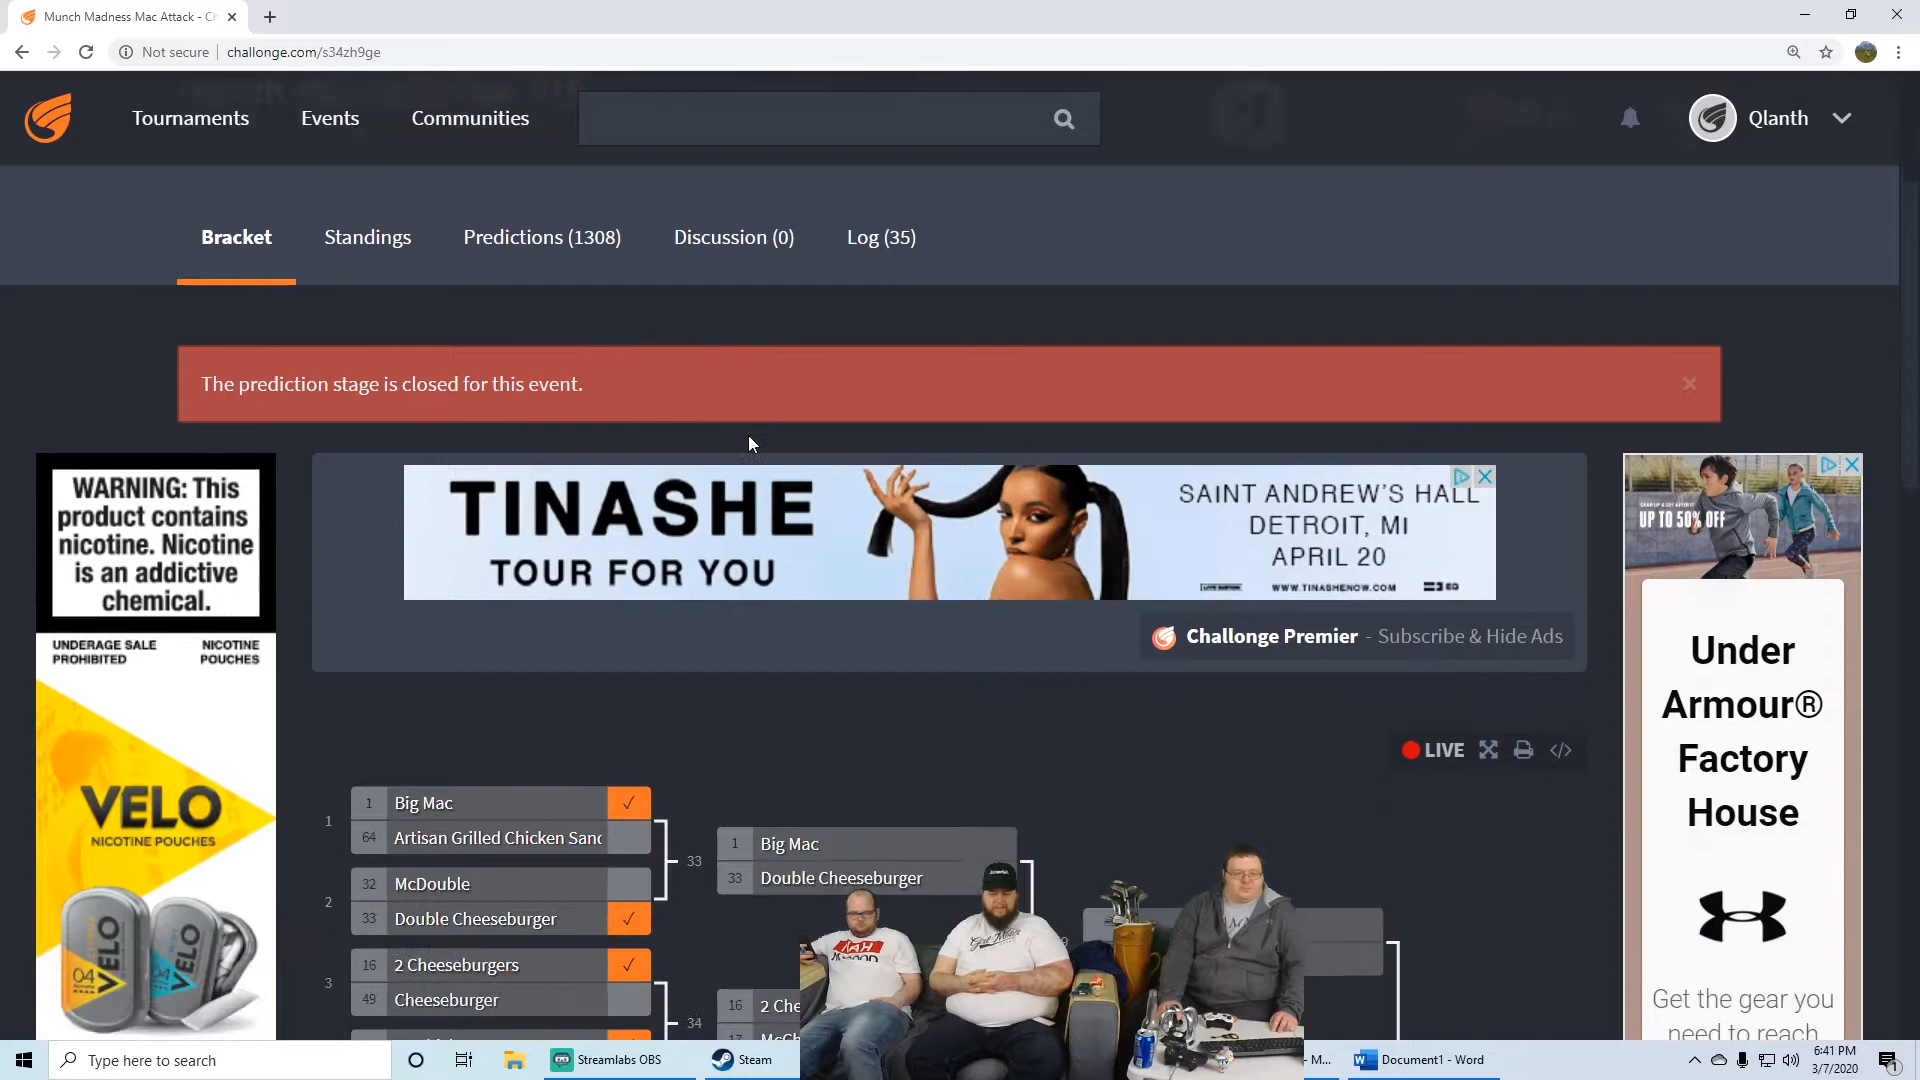 Munch Madness Mac Attack - Ch
Not secure
challonge.com/s34zh9ge
Tournaments
Events
Communities
Qlanth
Bracket
Standings
Predictions (1308)
Discussion (0)
Log (35)
The prediction stage is closed for this event.
WARNING: This
product contains
nicotine. Nicotine
is an addictive
chemical.
UNDERAGE SALE
PROHIBITED
NICOTINE
POUCHES
VELO
NICOTINE POUCHES
04
VELO
04
VELO
TINASHE
TOUR FOR YOU
SAINT ANDREW'S HALL
DETROIT, MI
APRIL 20
WWW.TINASHENOW.COM
Challonge Premier - Subscribe & Hide Ads
UP TO 50% OFF
Under
Armour®
Factory
House
Get the gear you
need to reach
LIVE
1
1 Big Mac ✓
64 Artisan Grilled Chicken Sand
2
32 McDouble
33 Double Cheeseburger ✓
3
16 2 Cheeseburgers ✓
49 Cheeseburger
33
1 Big Mac
33 Double Cheeseburger
34
16 2 Che
Type here to search
Streamlabs OBS
Steam
- M...
Document1 - Word
6:41 PM
3/7/2020
1